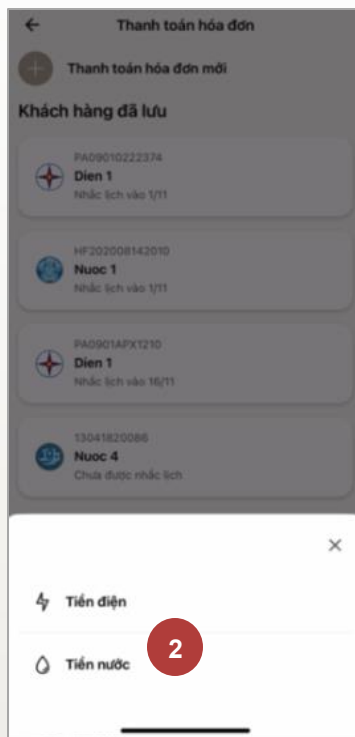 Thanh toán hóa đơn
Thanh toán hóa đơn mới
Khách hàng đã lưu
PA09010222374
Dien 1
Nhắc lịch vào 1/11
HF202008142010
Nuoc 1
Nhắc lịch vào 1/11
PA0901APX1210
Dien 1
Nhắc lịch vào 16/11
13041820086
Nuoc 4
Chưa được nhắc lịch
Tiền điện
2
Tiền nước